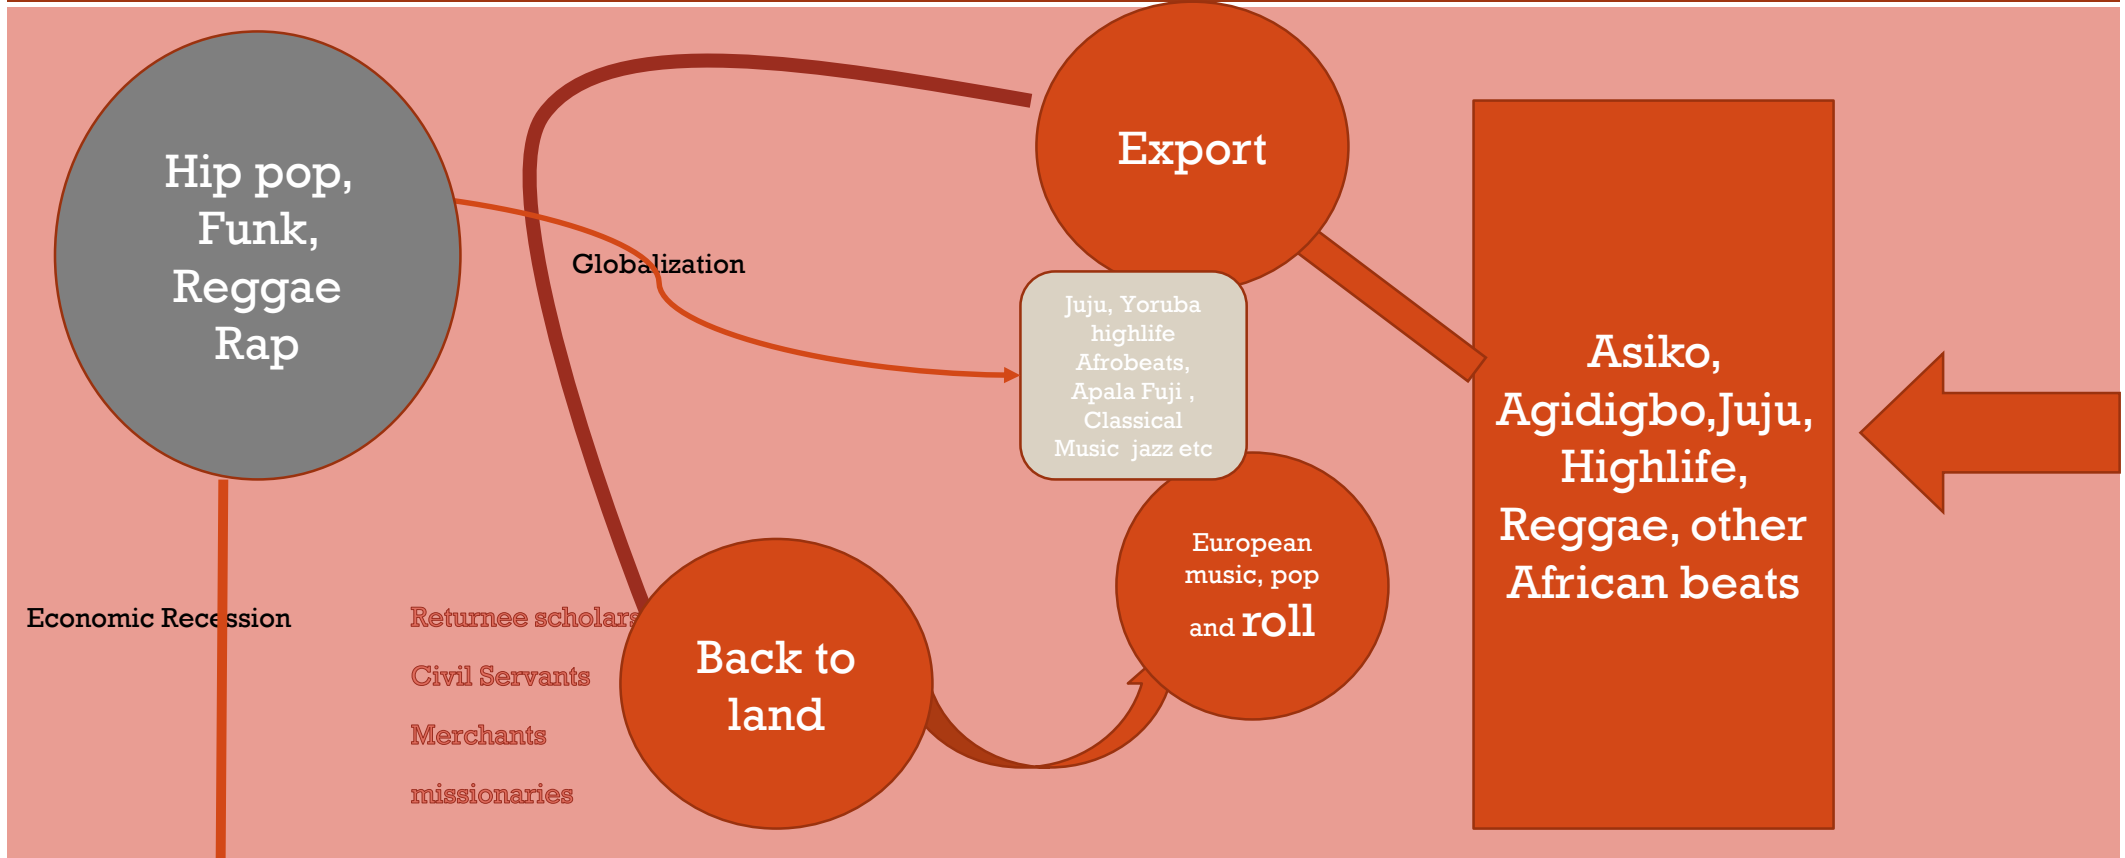 Hip pop,
Funk,
Reggae
Rap
Globalization
Export
Juju, Yoruba
highlife
Afrobeats,
Apala Fuji ,
Classical
Music jazz etc
Asiko,
Agidigbo,Juju,
Highlife,
Reggae, other
African beats
European
music, pop
and roll
Economic Recession
Returnee scholars
Civil Servants
Merchants
missionaries
Back to
land